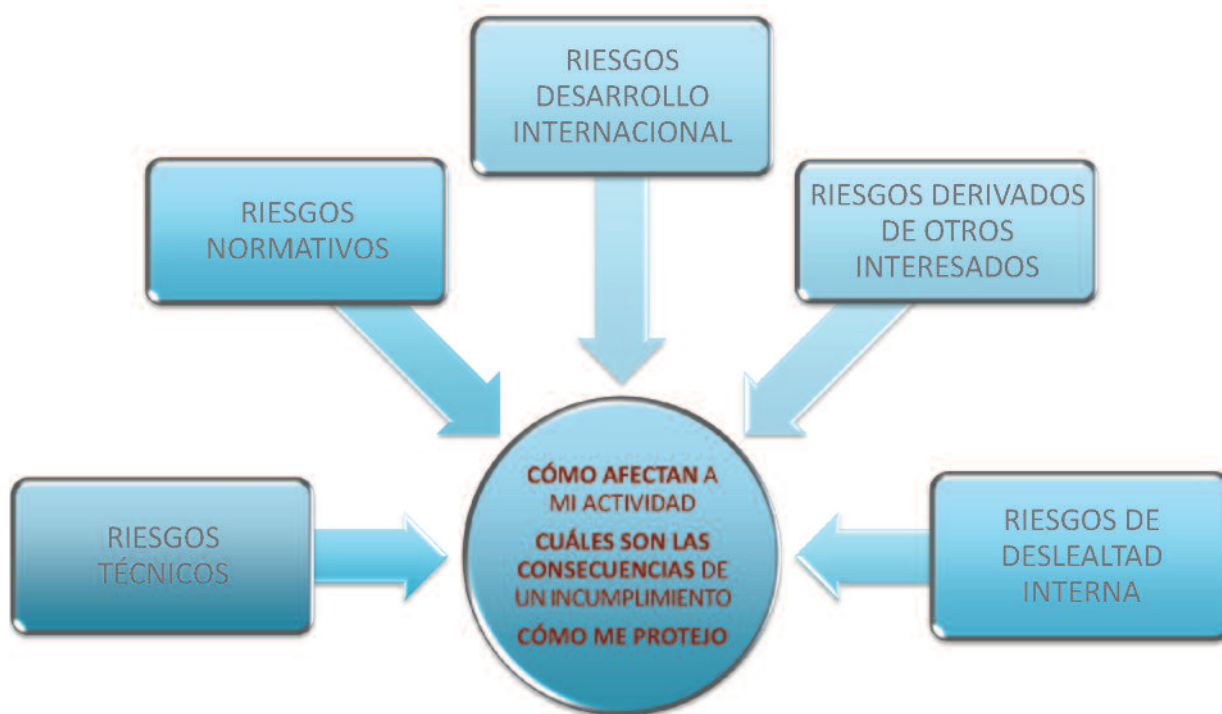 RIESGOS
DESARROLLO
INTERNACIONAL
RIESGOS
NORMATIVOS
RIESGOS DERIVADOS
DE OTROS
INTERESADOS
RIESGOS
TÉCNICOS
CÓMO AFECTAN A
MI ACTIVIDAD
CUÁLES SON LAS
CONSECUENCIAS DE
UN INCUMPLIMIENTO
CÓMO ME PROTEJO
RIESGOS DE
DESLEALTAD
INTERNA